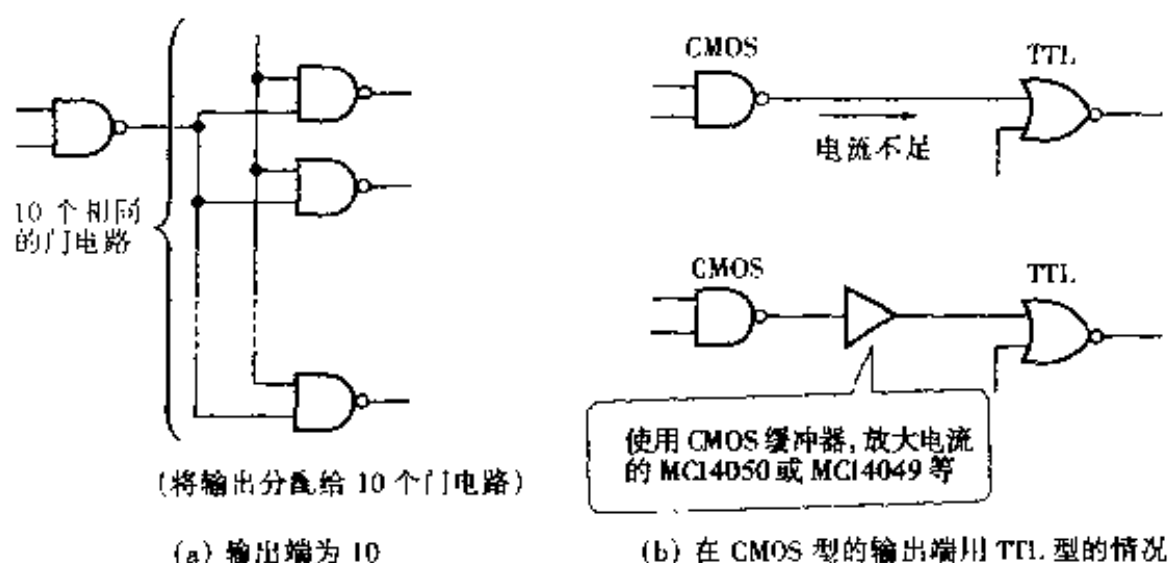 10 个相同
的门电路
(将输出分配给 10 个门电路)
(a) 输出端为 10
CMOS
TTL
电流不足
CMOS
TTL
使用 CMOS 缓冲器, 放大电流
的 MC14050 或 MC14049 等
(b) 在 CMOS 型的输出端用 TTL 型的情况